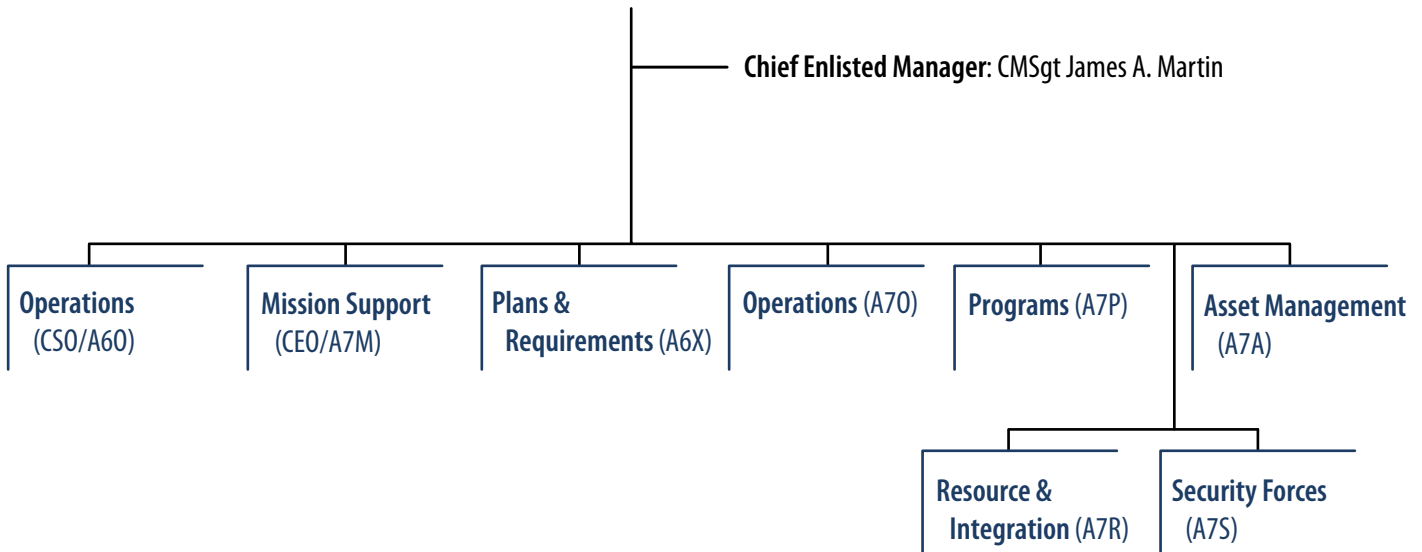 Chief Enlisted Manager: CMSgt James A. Martin
Operations
(CSO/A6O)
Mission Support
(CEO/A7M)
Plans &
Requirements (A6X)
Operations (A7O)
Programs (A7P)
Asset Management
(A7A)
Resource &
Integration (A7R)
Security Forces
(A7S)